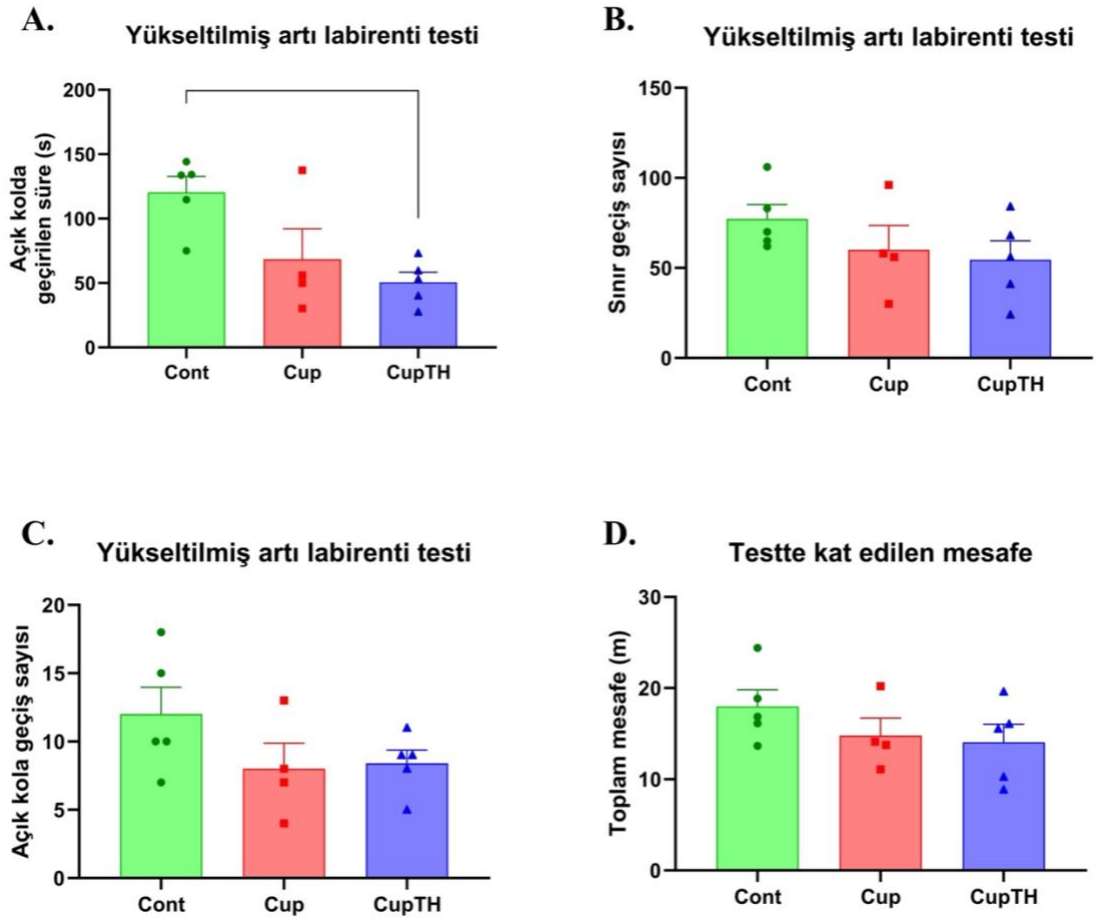 A.
Yükseltilmiş artı labirenti testi
Açık kolda
geçirilen süre (s)
200
150
100
50
0
Cont
Cup
CupTH
B.
Yükseltilmiş artı labirenti testi
Sınır geçiş sayısı
150
100
50
0
Cont
Cup
CupTH
C.
Yükseltilmiş artı labirenti testi
Açık kola geçiş sayısı
20
15
10
5
0
Cont
Cup
CupTH
D.
Testte kat edilen mesafe
Toplam mesafe (m)
30
20
10
0
Cont
Cup
CupTH